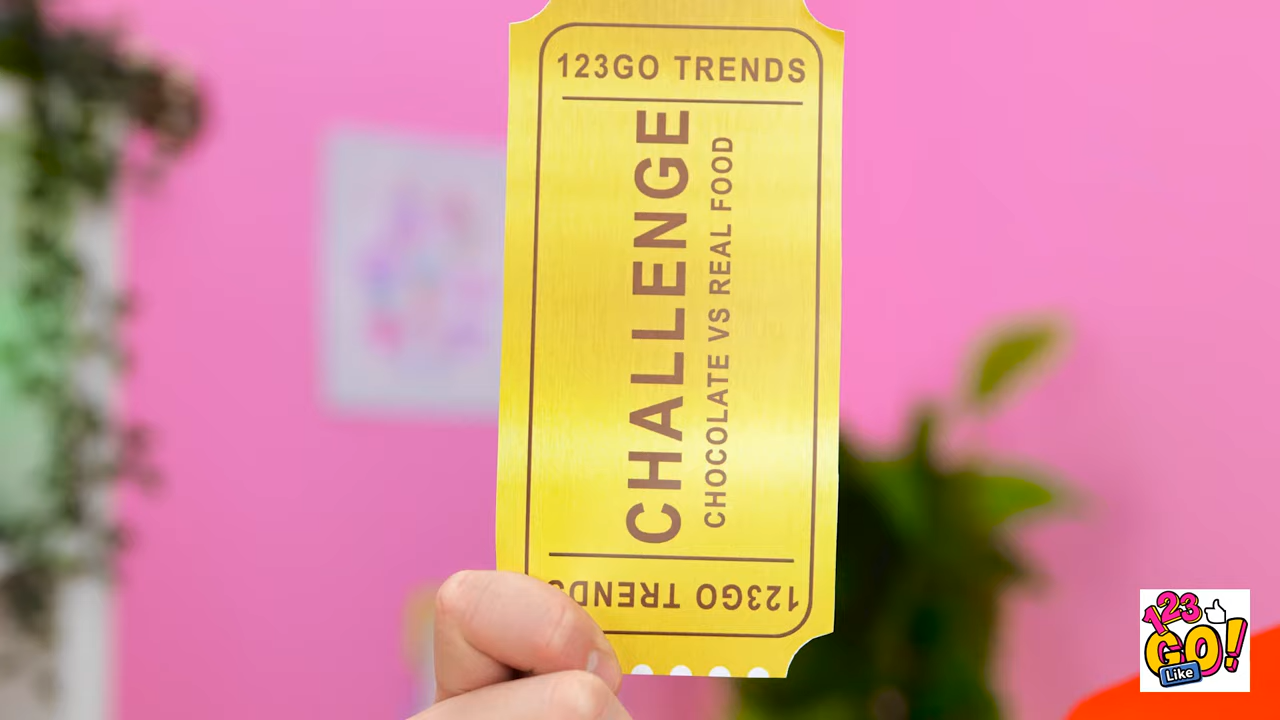 123GO TRENDS
CHALLENGE
CHOCOLATE VS REAL FOOD
123GO TRENDS
123
GO!
Like